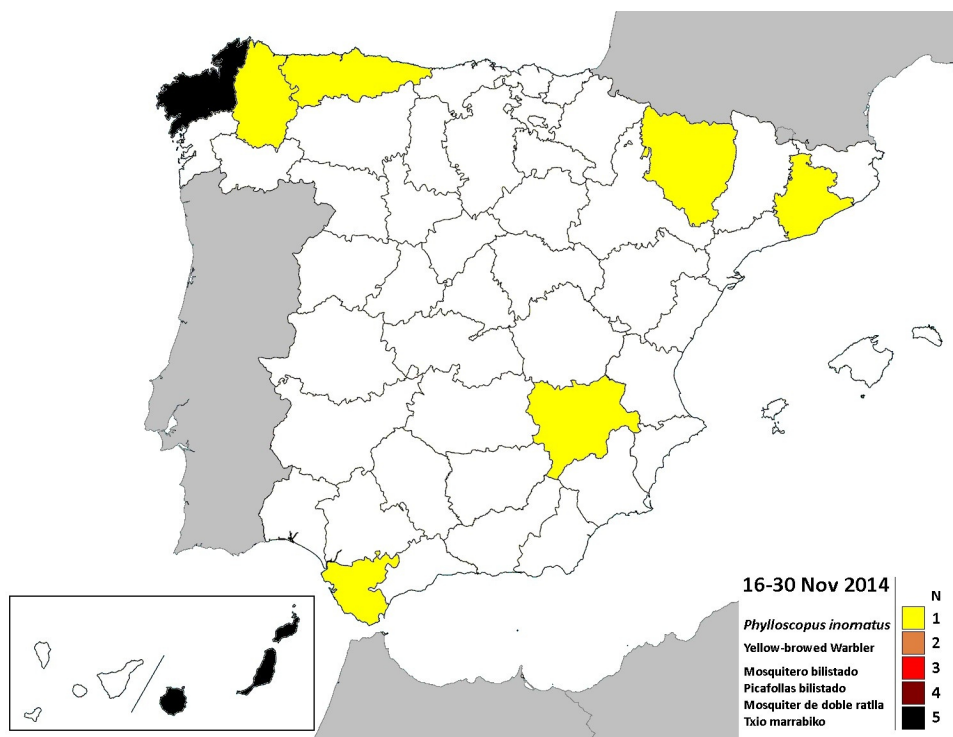 16-30 Nov 2014
N
Phylloscopus inornatus
1
Yellow-browed Warbler
2
Mosquitero bilistado
3
Picafollas bilistado
4
Mosquiter de doble ratlla
Txio marrabiko
5